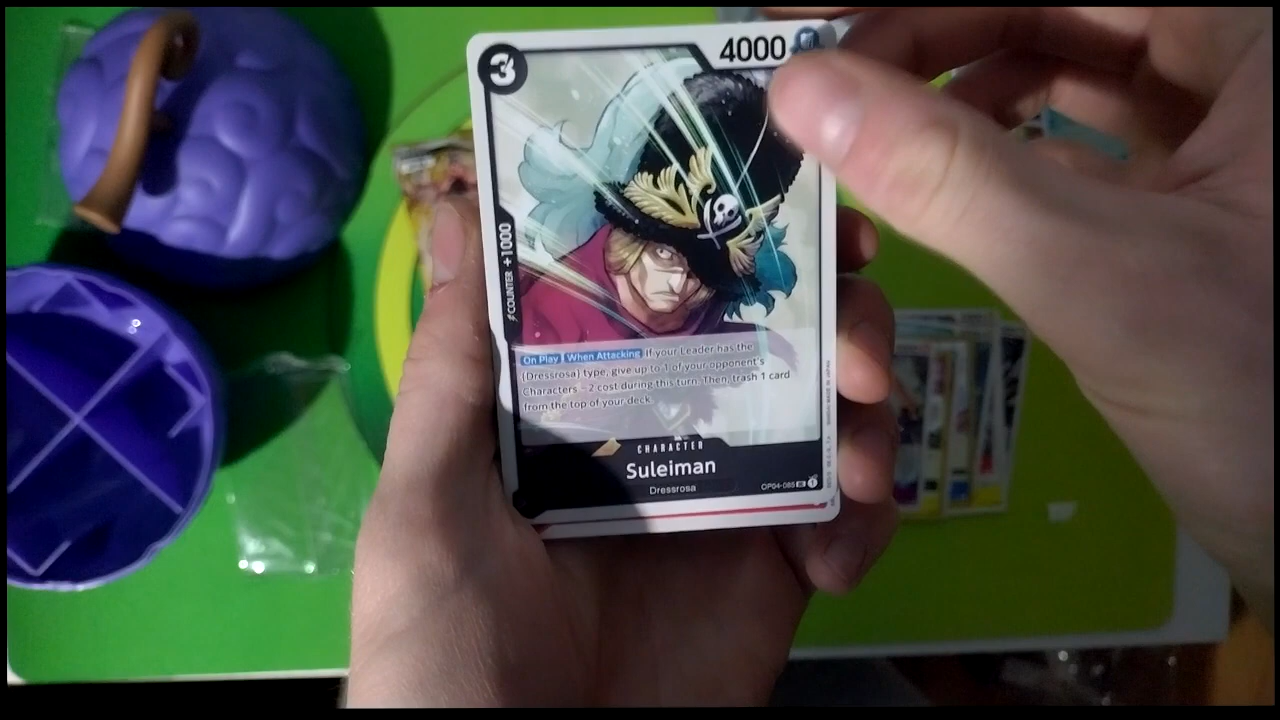 3
4000
COUNTER +1000
On Play When Attacking If your Leader has the
{Dressrosa} type, give up to 1 of your opponent's
Characters −2 cost during this turn. Then, trash 1 card
from the top of your deck.
CHARACTER
Suleiman
Dressrosa
OP04-085 UC 1